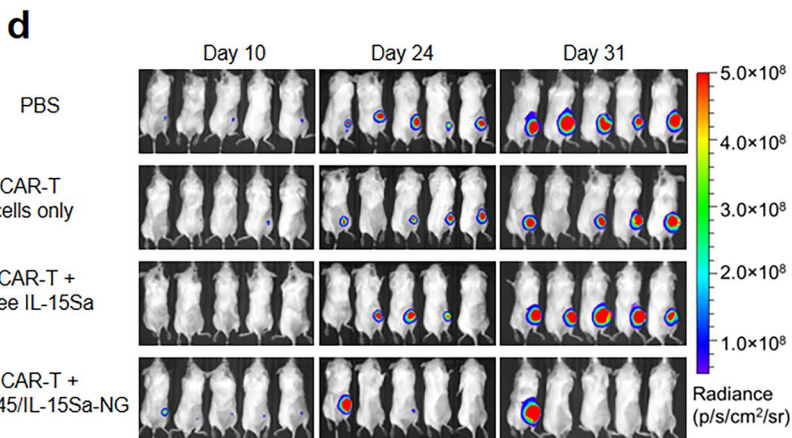 d
Day 10 Day 24 Day 31
PBS
CAR-T
cells only
CAR-T +
ee IL-15Sa
CAR-T +
45/IL-15Sa-NG
5.0×10⁸
4.0×10⁸
3.0×10⁸
2.0×10⁸
1.0×10⁸
Radiance
(p/s/cm²/sr)